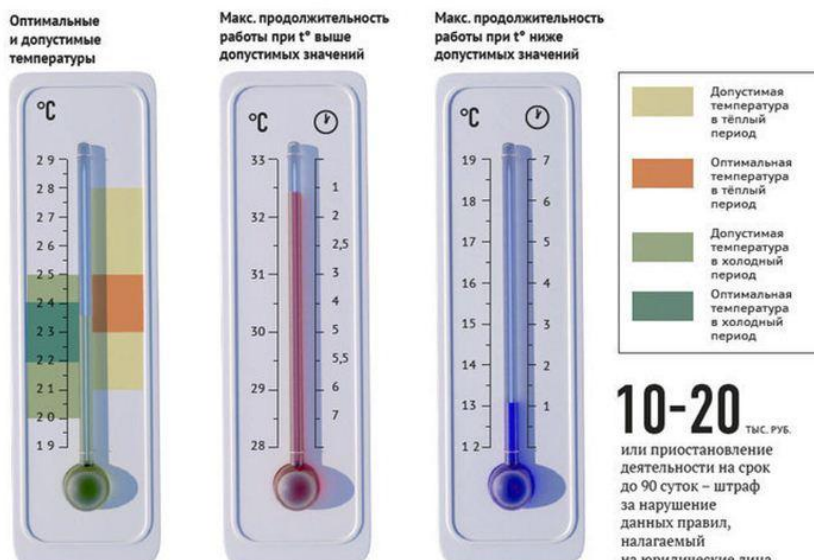 Оптимальные
и допустимые
температуры
Макс. продолжительность
работы при t° выше
допустимых значений
Макс. продолжительность
работы при t° ниже
допустимых значений
°C
29
28
27
26
25
24
23
22
21
20
19
°C
33
32
31
30
29
28
1
2
2,5
3
4
5
5,5
6
7
°C
19
18
17
16
15
14
13
12
7
6
5
4
3
2
1
Допустимая
температура
в тёплый
период
Оптимальная
температура
в тёплый
период
Допустимая
температура
в холодный
период
Оптимальная
температура
в холодный
период
10-20 ТЫС. РУБ.
или приостановление
деятельности на срок
до 90 суток – штраф
за нарушение
данных правил,
налагаемый
на юридические лица